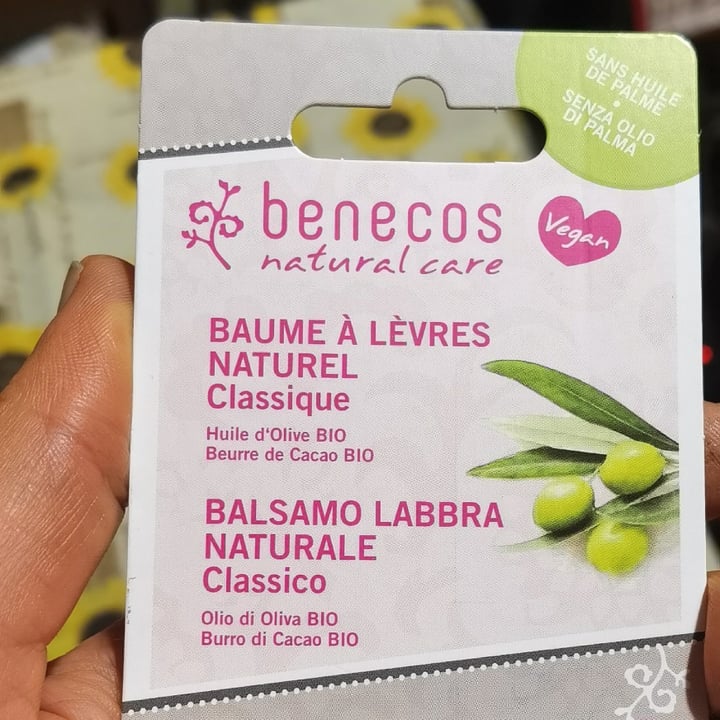 SANS HUILE
DE PALME
•
SENZA OLIO
DI PALMA
benecos
natural care
Vegan
BAUME À LÈVRES
NATUREL
Classique
Huile d'Olive BIO
Beurre de Cacao BIO
BALSAMO LABBRA
NATURALE
Classico
Olio di Oliva BIO
Burro di Cacao BIO